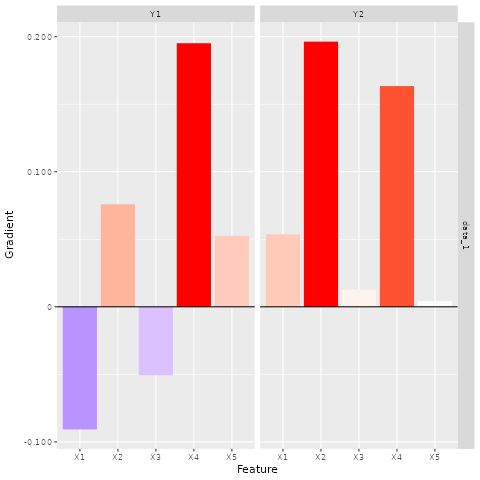 Y1 Y2
0.200
0.100
0
-0.100
Gradient
data_1
X1 X2 X3 X4 X5 X1 X2 X3 X4 X5
Feature